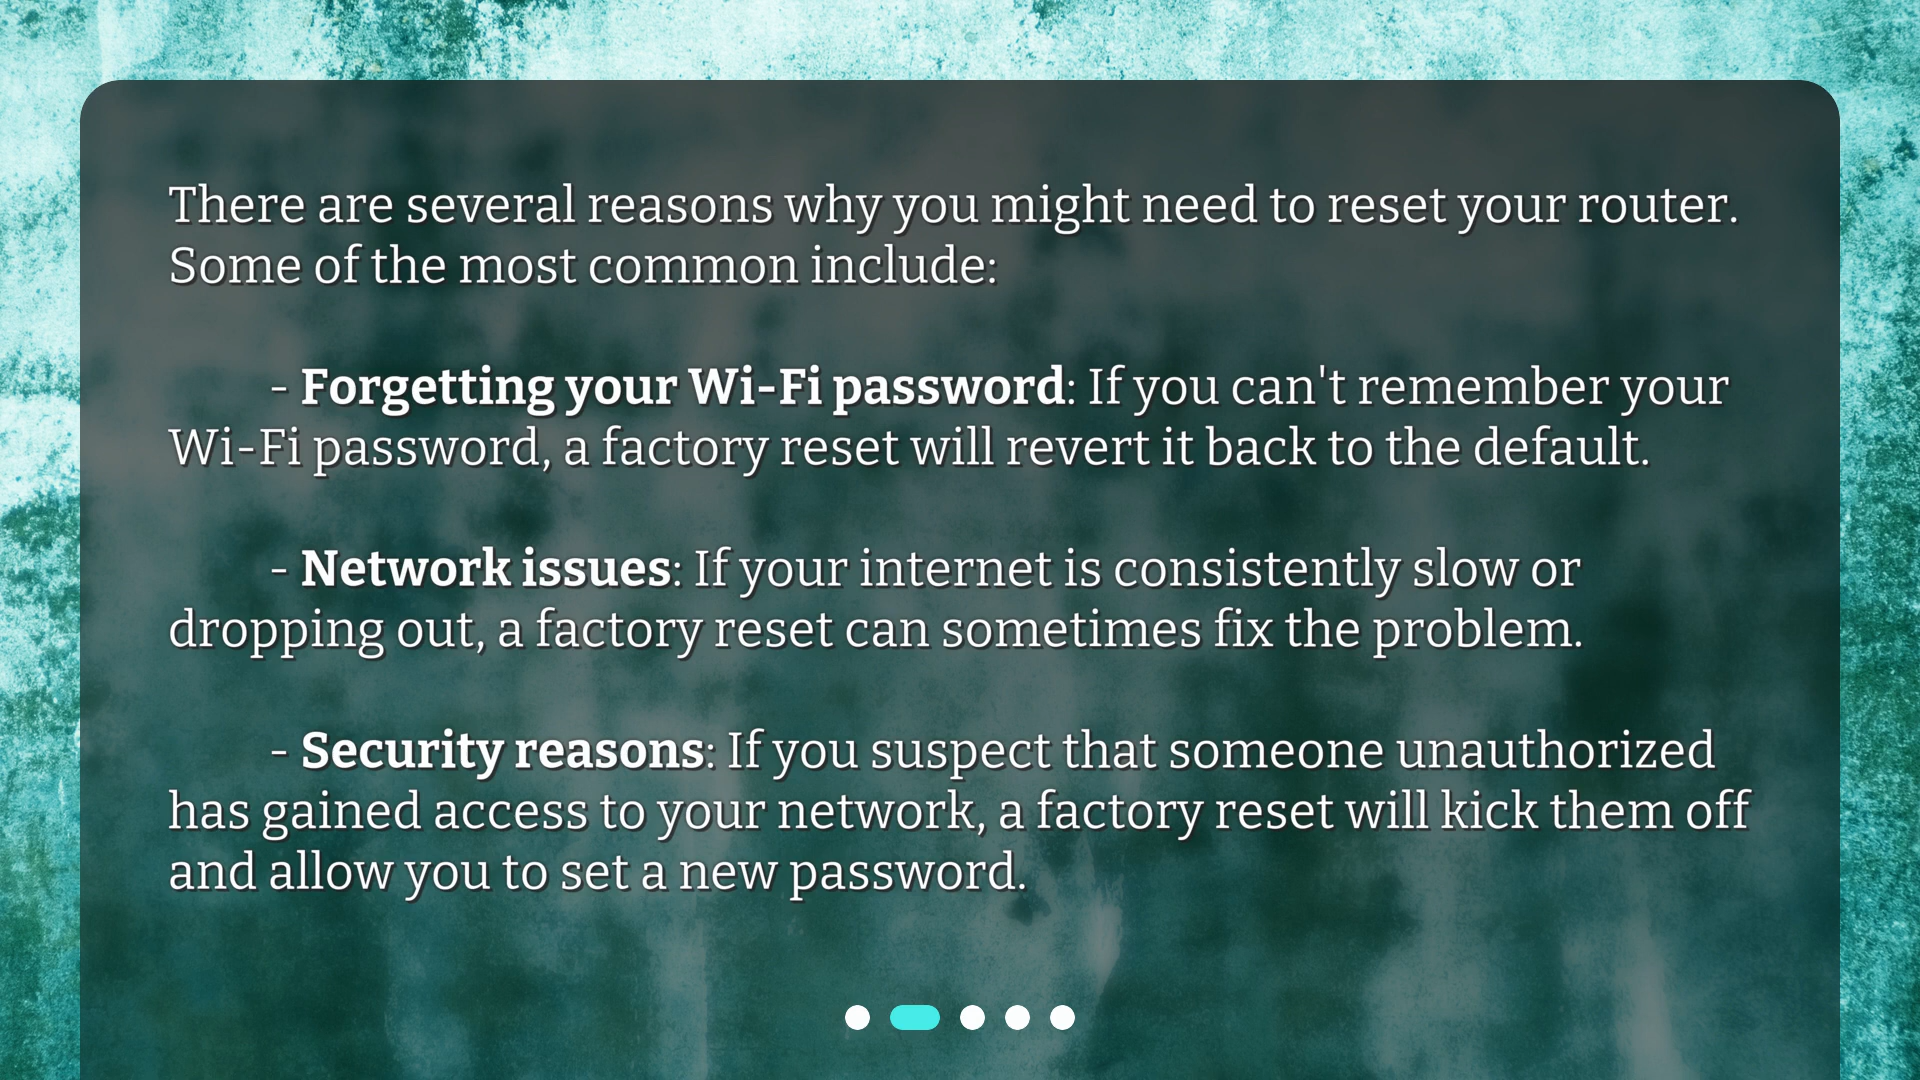 There are several reasons why you might need to reset your router.
Some of the most common include:
- Forgetting your Wi-Fi password: If you can't remember your
Wi-Fi password, a factory reset will revert it back to the default.
- Network issues: If your internet is consistently slow or
dropping out, a factory reset can sometimes fix the problem.
- Security reasons: If you suspect that someone unauthorized
has gained access to your network, a factory reset will kick them off
and allow you to set a new password.